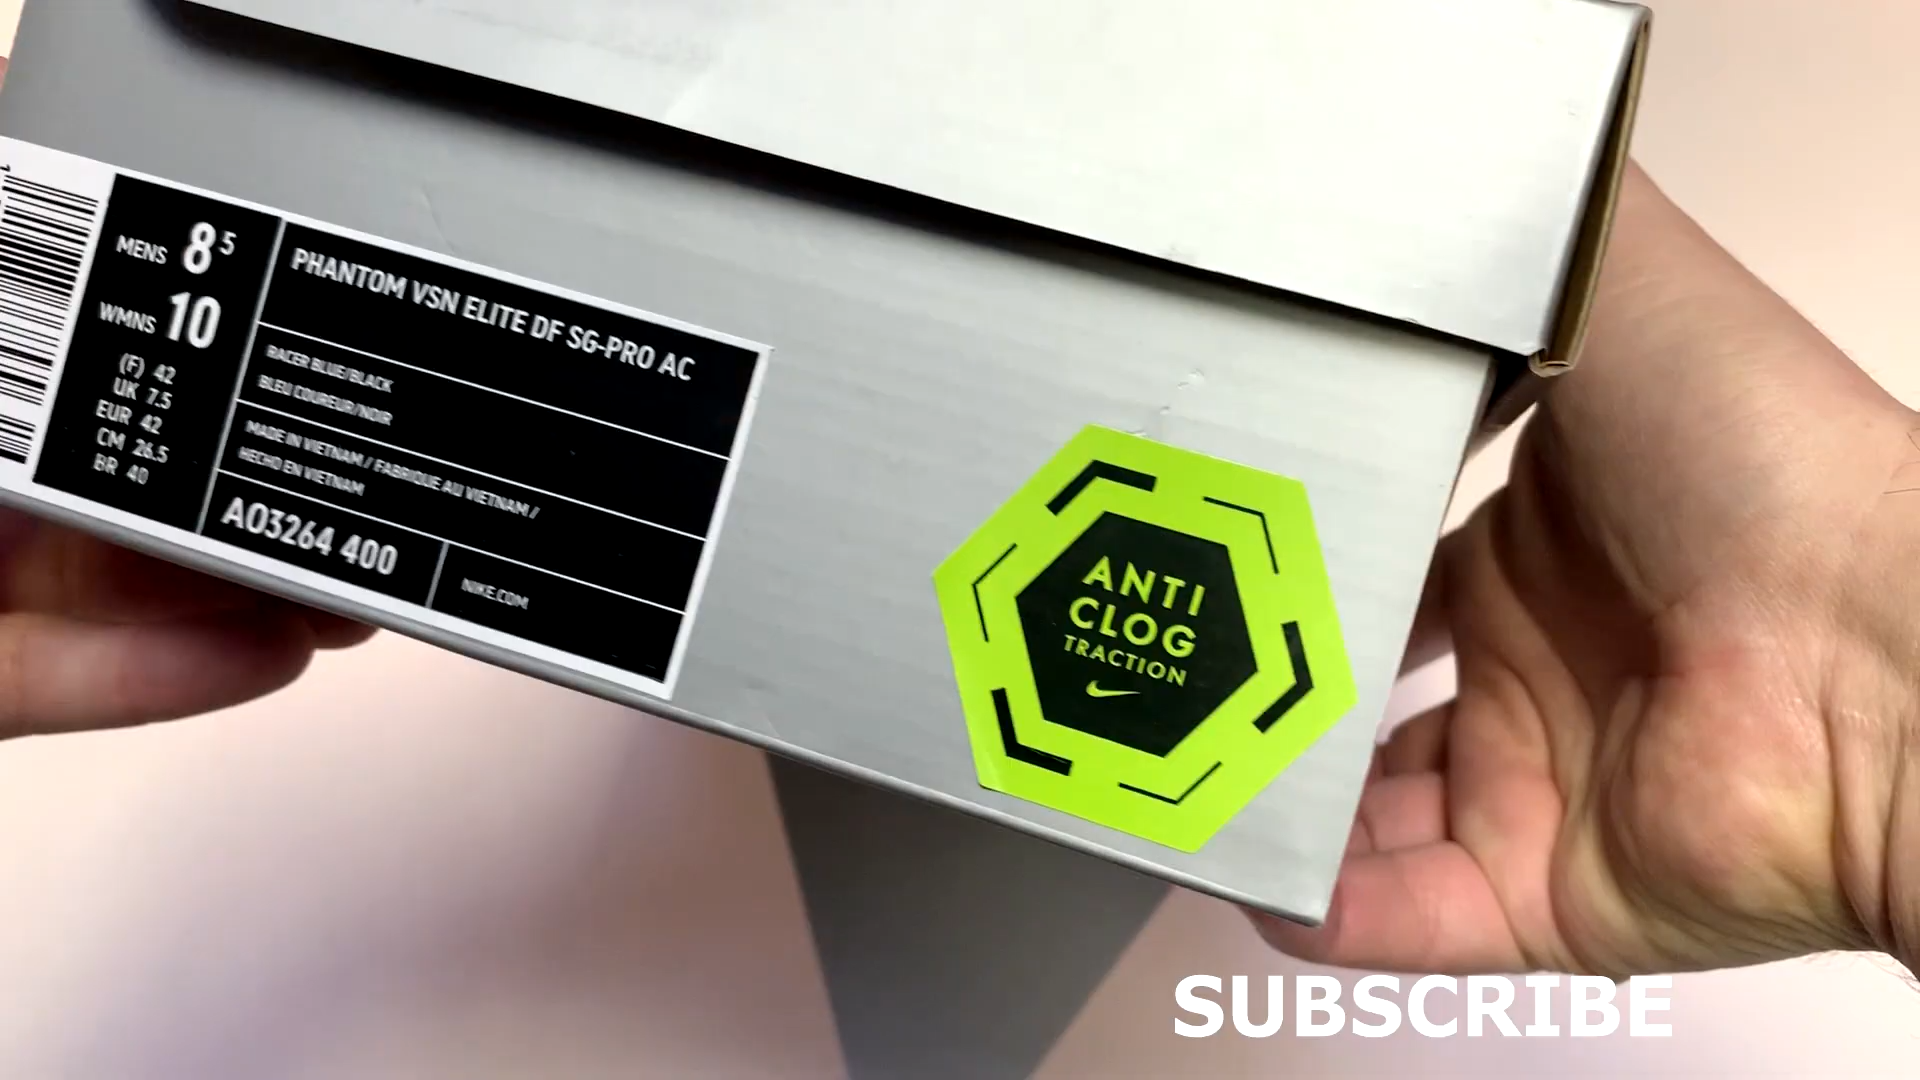 MENS 8 5
WMNS 10
(F) 42
UK 7.5
EUR 42
CM 26.5
BR 40
PHANTOM VSN ELITE DF SG-PRO AC
RACER BLUE/BLACK
BLEU COUREUR/NOIR
MADE IN VIETNAM / FABRIQUE AU VIETNAM /
HECHO EN VIETNAM
AO3264 400
NIKE.COM
ANTI
CLOG
TRACTION
SUBSCRIBE